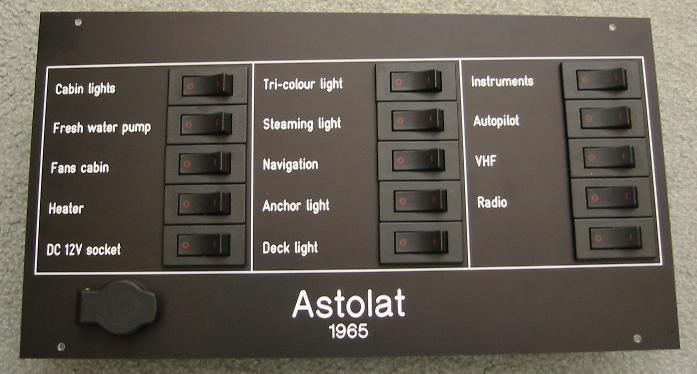 Cabin lights
Fresh water pump
Fans cabin
Heater
DC 12V socket
Tri-colour light
Steaming light
Navigation
Anchor light
Deck light
Instruments
Autopilot
VHF
Radio
Astolat
1965